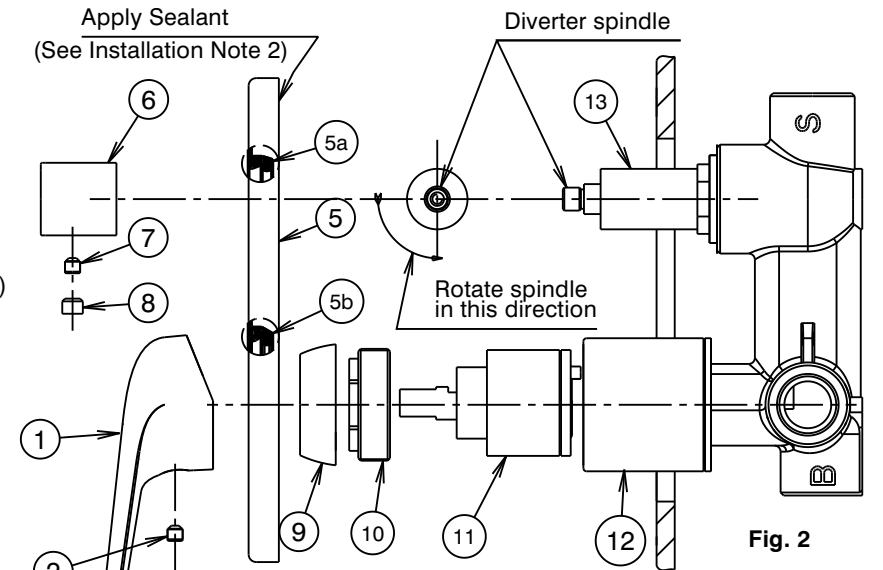 Apply Sealant
(See Installation Note 2)
Diverter spindle
6
5a
13
S
5
7
)
8
Rotate spindle
in this direction
5b
1
9
10
11
12
B
2
Fig. 2